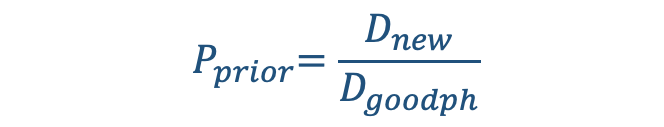 P_prior = D_new / D_goodph